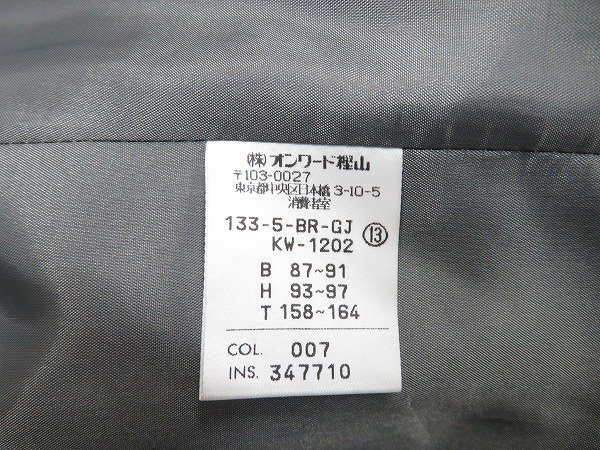 (株)オンワード樫山
〒103-0027
東京都中央区日本橋 3-10-5
消費者室
133-5-BR-GJ
KW-1202 ⑬
B 87~91
H 93~97
T 158~164
COL. 007
INS. 347710